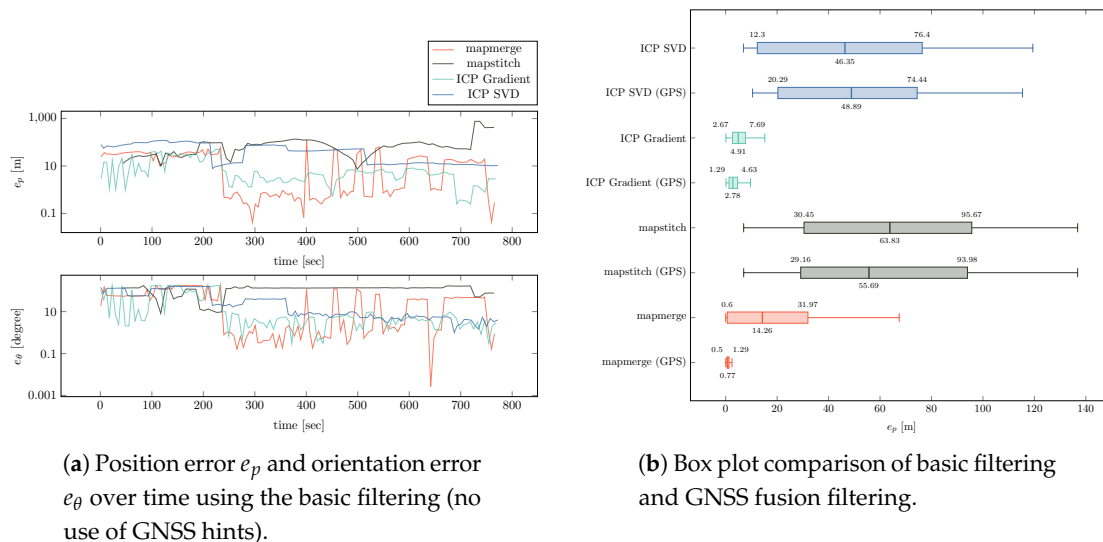 mapmerge
mapstitch
ICP Gradient
ICP SVD
1,000
10
0.1
e_p [m]
0 100 200 300 400 500 600 700 800
time [sec]
10
0.1
0.001
e_θ [degree]
0 100 200 300 400 500 600 700 800
time [sec]
(a) Position error e_p and orientation error
e_θ over time using the basic filtering (no
use of GNSS hints).
ICP SVD
12.3 76.4
46.35
ICP SVD (GPS)
20.29 74.44
48.89
ICP Gradient
2.67 7.69
4.91
ICP Gradient (GPS)
1.29 4.63
2.78
mapstitch
30.45 95.67
63.83
mapstitch (GPS)
29.16 93.98
55.69
mapmerge
0.6 31.97
14.26
mapmerge (GPS)
0.5 1.29
0.77
0 20 40 60 80 100 120 140
e_p [m]
(b) Box plot comparison of basic filtering
and GNSS fusion filtering.